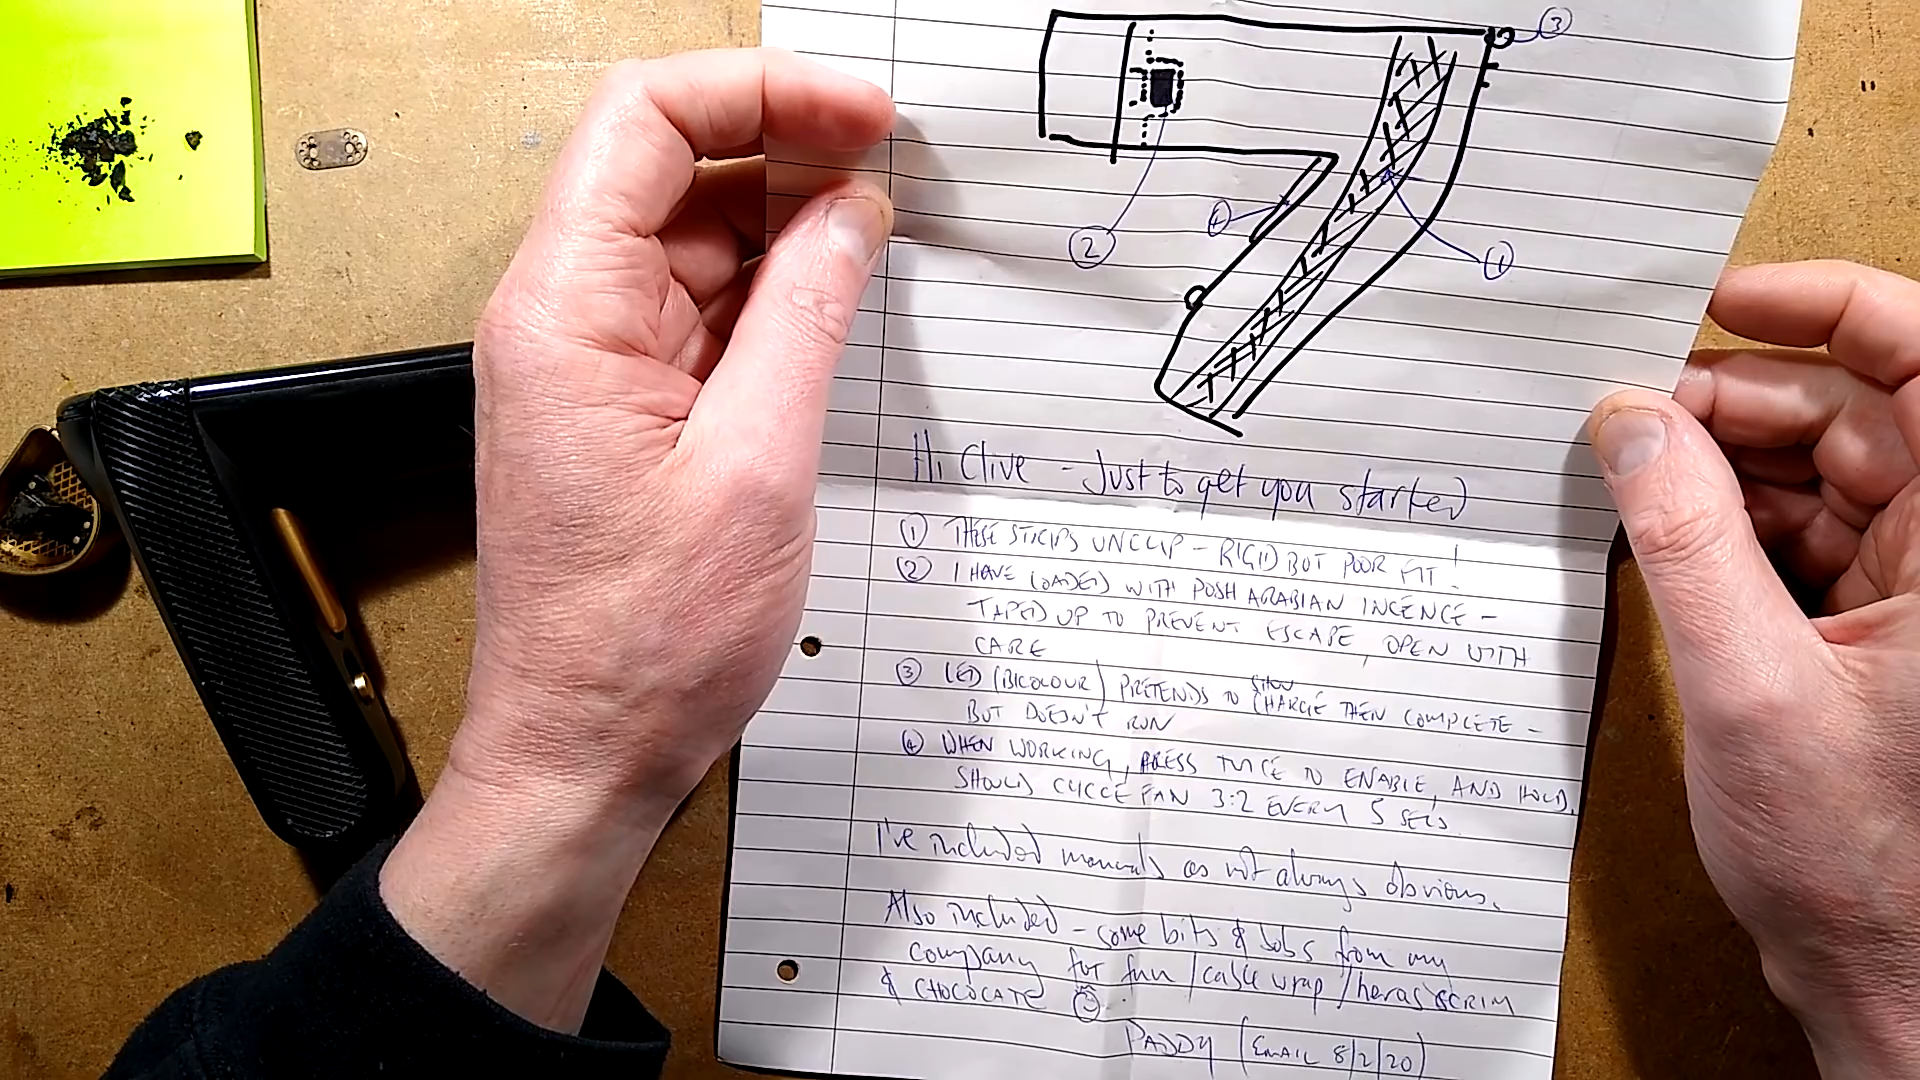 3
2
4
1
Hi Clive - Just to get you started
1 THESE STRIPS UNCLIP - RIGID BUT POOR FIT!
2 I HAVE LOADED WITH POSH ARABIAN INCENCE -
TAPED UP TO PREVENT ESCAPE, OPEN WITH
CARE
3 LED (BICOLOUR) PRETENDS TO CHARGE THEN COMPLETE -
BUT DOESN'T RUN
4 WHEN WORKING, PRESS TWICE TO ENABLE, AND HOLD,
SHOULD CYCLE FAN 3:2 EVERY 5 SECS.
I've included manuals as not always obvious.
Also included - some bits & bobs from my
company for fun / cable wrap / heras scrim
& CHOCOLATE
PADDY (EMAIL 8/2/20)